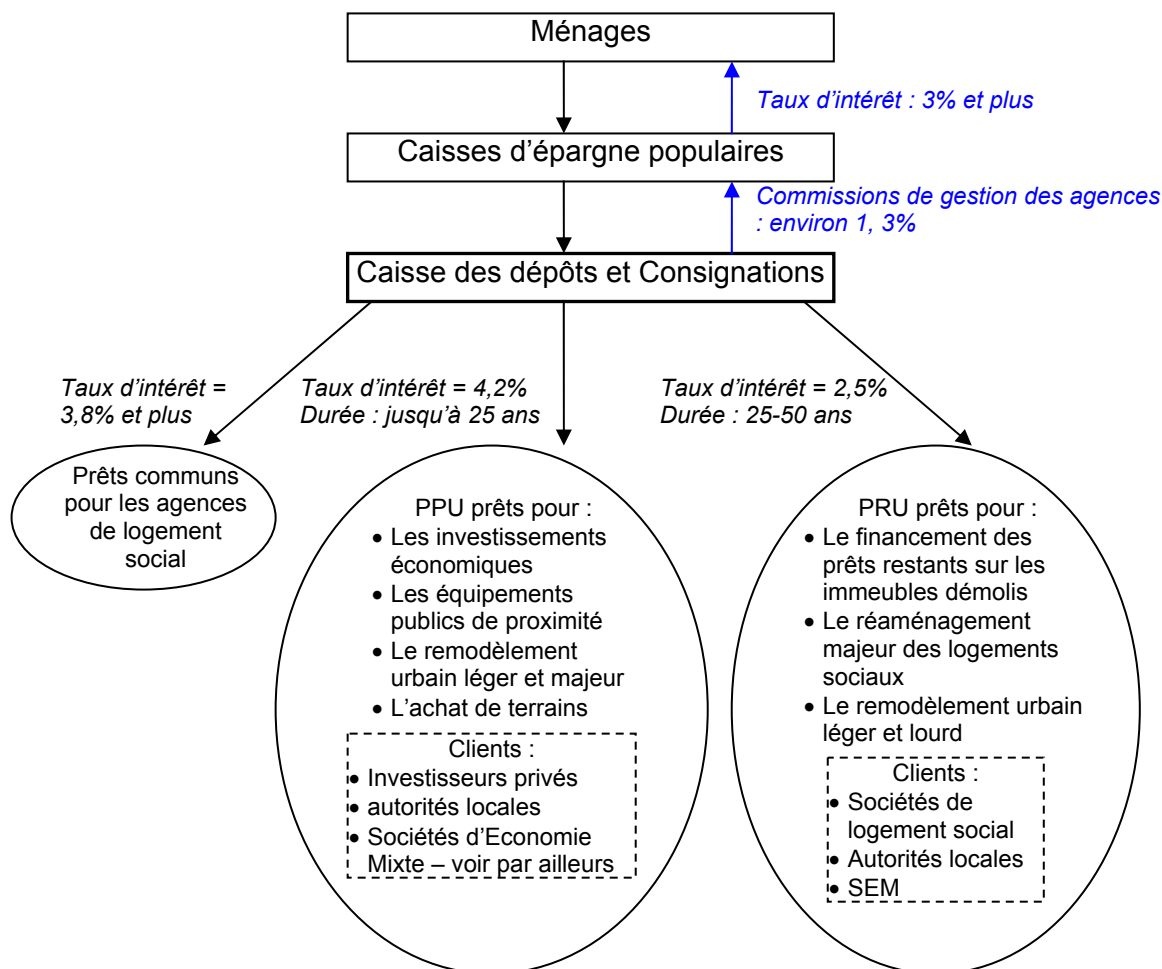 Ménages
Taux d'intérêt : 3% et plus
Caisses d'épargne populaires
Commissions de gestion des agences
: environ 1, 3%
Caisse des dépôts et Consignations
Taux d'intérêt =
3,8% et plus
Taux d'intérêt = 4,2%
Durée : jusqu'à 25 ans
Taux d'intérêt = 2,5%
Durée : 25-50 ans
Prêts communs
pour les agences
de logement
social
PPU prêts pour :
• Les investissements
économiques
• Les équipements
publics de proximité
• Le remodèlement
urbain léger et majeur
• L'achat de terrains
Clients :
• Investisseurs privés
• autorités locales
• Sociétés d'Economie
Mixte – voir par ailleurs
PRU prêts pour :
• Le financement des
prêts restants sur les
immeubles démolis
• Le réaménagement
majeur des logements
sociaux
• Le remodèlement urbain
léger et lourd
Clients :
• Sociétés de
logement social
• Autorités locales
• SEM